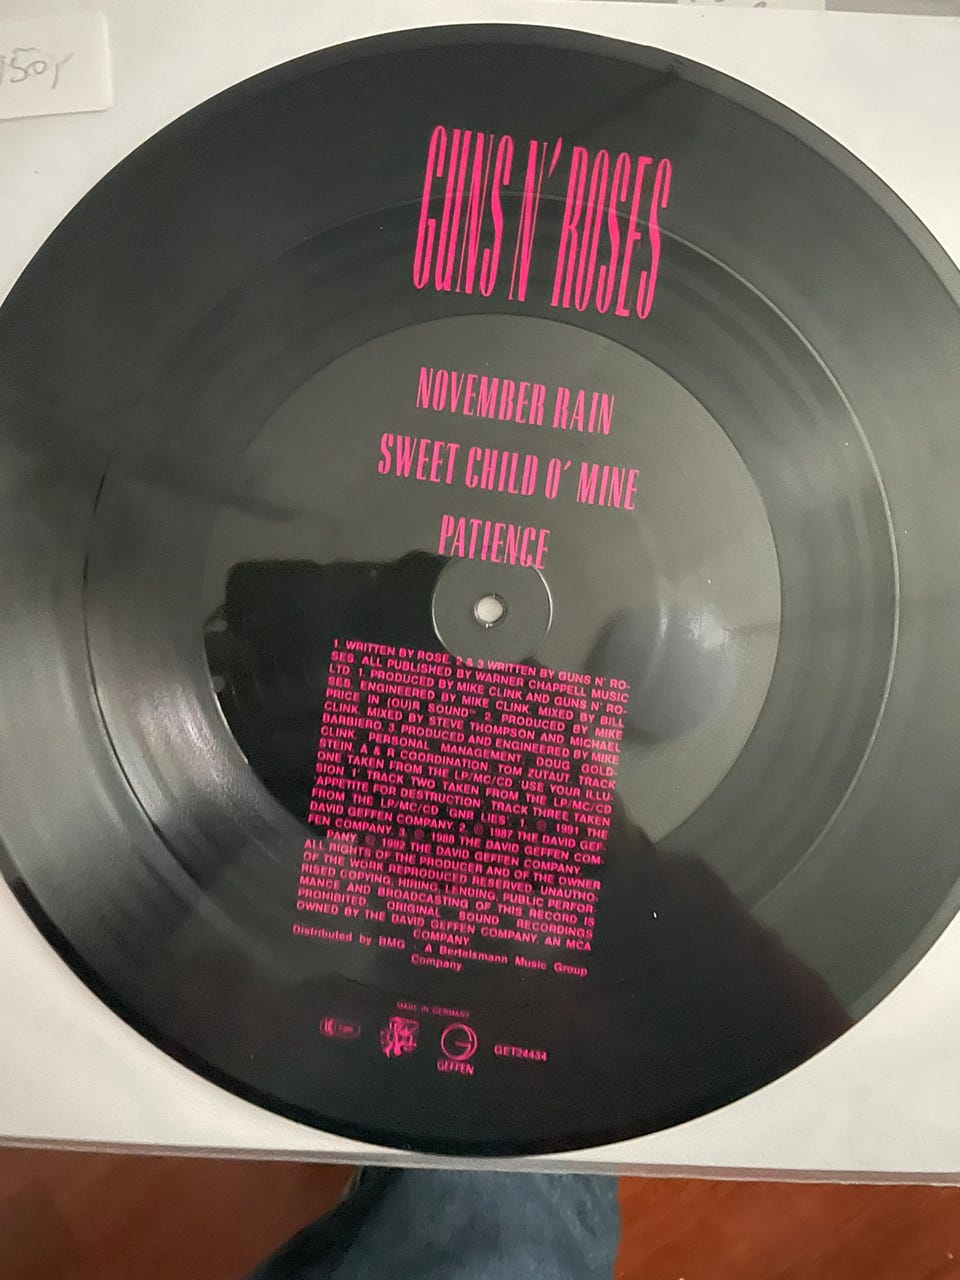 150,-
GUNS N' ROSES
NOVEMBER RAIN
SWEET CHILD O' MINE
PATIENCE
1. WRITTEN BY ROSE. 2 & 3 WRITTEN BY GUNS N' RO-
SES. ALL PUBLISHED BY WARNER CHAPPELL MUSIC
LTD. 1. PRODUCED BY MIKE CLINK AND GUNS N' RO-
SES. ENGINEERED BY MIKE CLINK. MIXED BY BILL
PRICE IN (OU)R SOUND™ 2. PRODUCED BY MIKE
CLINK. MIXED BY STEVE THOMPSON AND MICHAEL
BARBIERO. 3. PRODUCED AND ENGINEERED BY MIKE
CLINK. PERSONAL MANAGEMENT: DOUG GOLD-
STEIN. A & R COORDINATION: TOM ZUTAUT. TRACK
ONE TAKEN FROM THE LP/MC/CD 'USE YOUR ILLU-
SION 1' TRACK TWO TAKEN FROM THE LP/MC/CD
'APPETITE FOR DESTRUCTION' TRACK THREE TAKEN
FROM THE LP/MC/CD 'GNR LIES' 1. ℗ 1991 THE
DAVID GEFFEN COMPANY 2. ℗ 1987 THE DAVID GEF-
FEN COMPANY. 3. ℗ 1988 THE DAVID GEFFEN COM-
PANY. © 1992 THE DAVID GEFFEN COMPANY.
ALL RIGHTS OF THE PRODUCER AND OF THE OWNER
OF THE WORK REPRODUCED RESERVED. UNAUTHO-
RISED COPYING, HIRING, LENDING, PUBLIC PERFOR-
MANCE AND BROADCASTING OF THIS RECORD IS
PROHIBITED. ORIGINAL SOUND RECORDINGS
OWNED BY THE DAVID GEFFEN COMPANY, AN MCA
COMPANY
Distributed by BMG - A Bertelsmann Music Group
Company
MADE IN GERMANY
LC
GEFFEN
GET24434